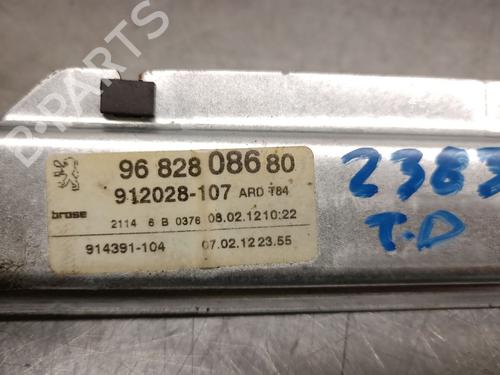 96 828 086 80
912028-107 ARD T84
brose 2114 6 B 0376 08.02.12 10:22
914391-104 07.02.12 23.55
2383
T.D
B-PARTS
B-PARTS